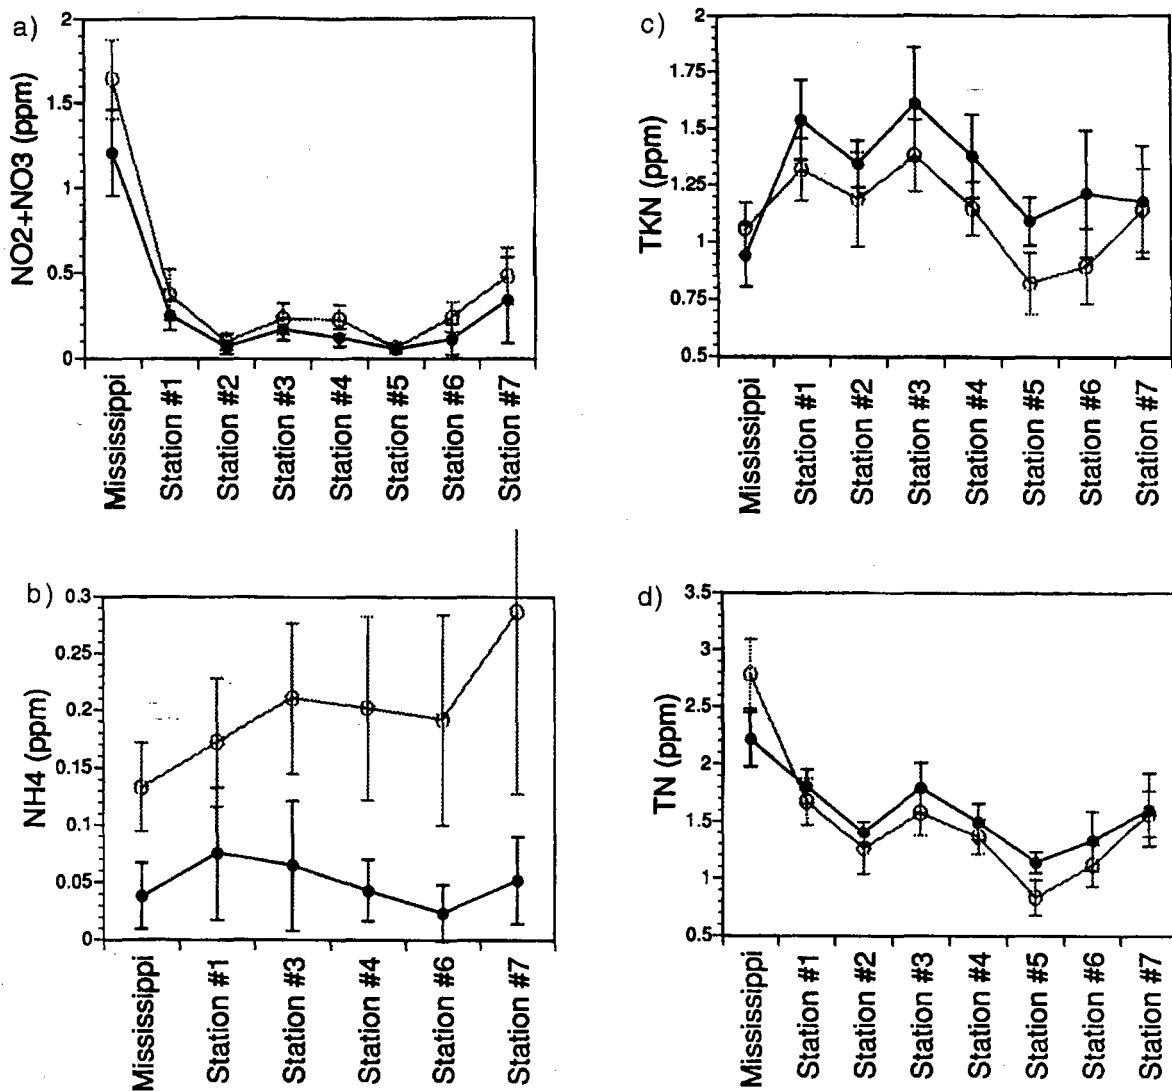 a)
NO2+NO3 (ppm)
2
1.5
1
0.5
0
Mississippi
Station #1
Station #2
Station #3
Station #4
Station #5
Station #6
Station #7
c)
TKN (ppm)
2
1.75
1.5
1.25
1
0.75
0.5
Mississippi
Station #1
Station #2
Station #3
Station #4
Station #5
Station #6
Station #7
b)
NH4 (ppm)
0.3
0.25
0.2
0.15
0.1
0.05
0
Mississippi
Station #1
Station #3
Station #4
Station #6
Station #7
d)
TN (ppm)
3.5
3
2.5
2
1.5
1
0.5
Mississippi
Station #1
Station #2
Station #3
Station #4
Station #5
Station #6
Station #7